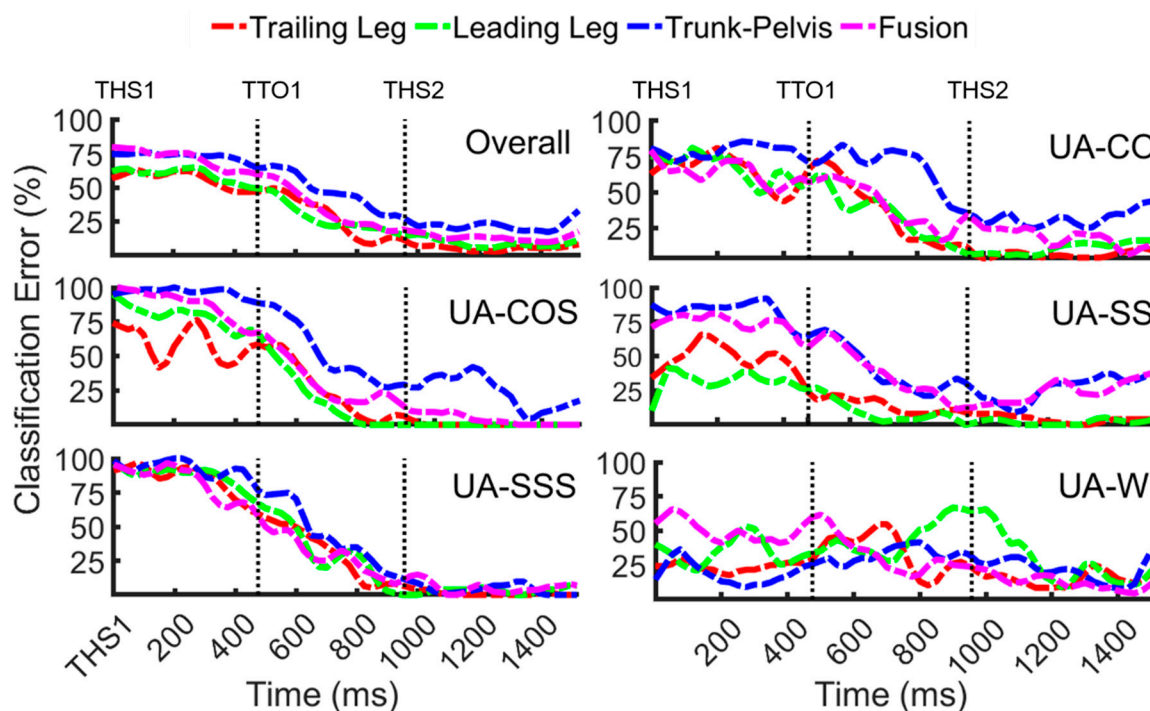 Trailing Leg Leading Leg Trunk-Pelvis Fusion
THS1 TTO1 THS2 THS1 TTO1 THS2
Classification Error (%)
100 75 50 25 Overall
100 75 50 25 UA-CO
100 75 50 25 UA-COS
100 75 50 25 UA-SS
100 75 50 25 UA-SSS
100 75 50 25 UA-W
THS1 200 400 600 800 1000 1200 1400
200 400 600 800 1000 1200 1400
Time (ms) Time (ms)